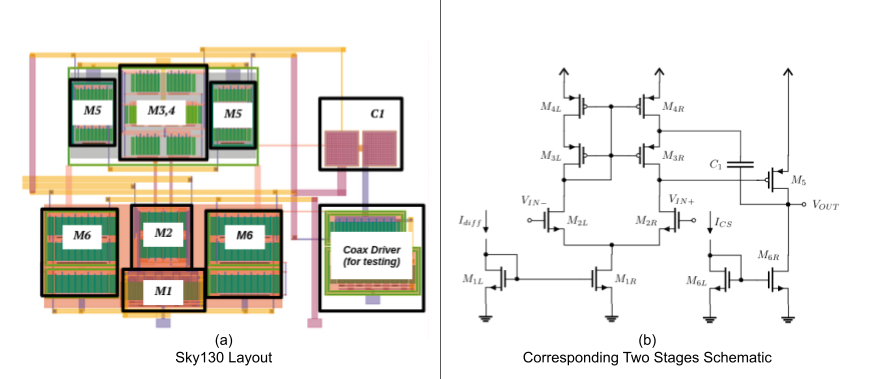 M5
M3,4
M5
C1
M6
M2
M6
M1
Coax Driver
(for testing)
(a)
Sky130 Layout
M4L
M4R
M3L
M3R
C1
M5
VIN−
VIN+
VOUT
Idiff
M2L
M2R
ICS
M1L
M1R
M6L
M6R
(b)
Corresponding Two Stages Schematic